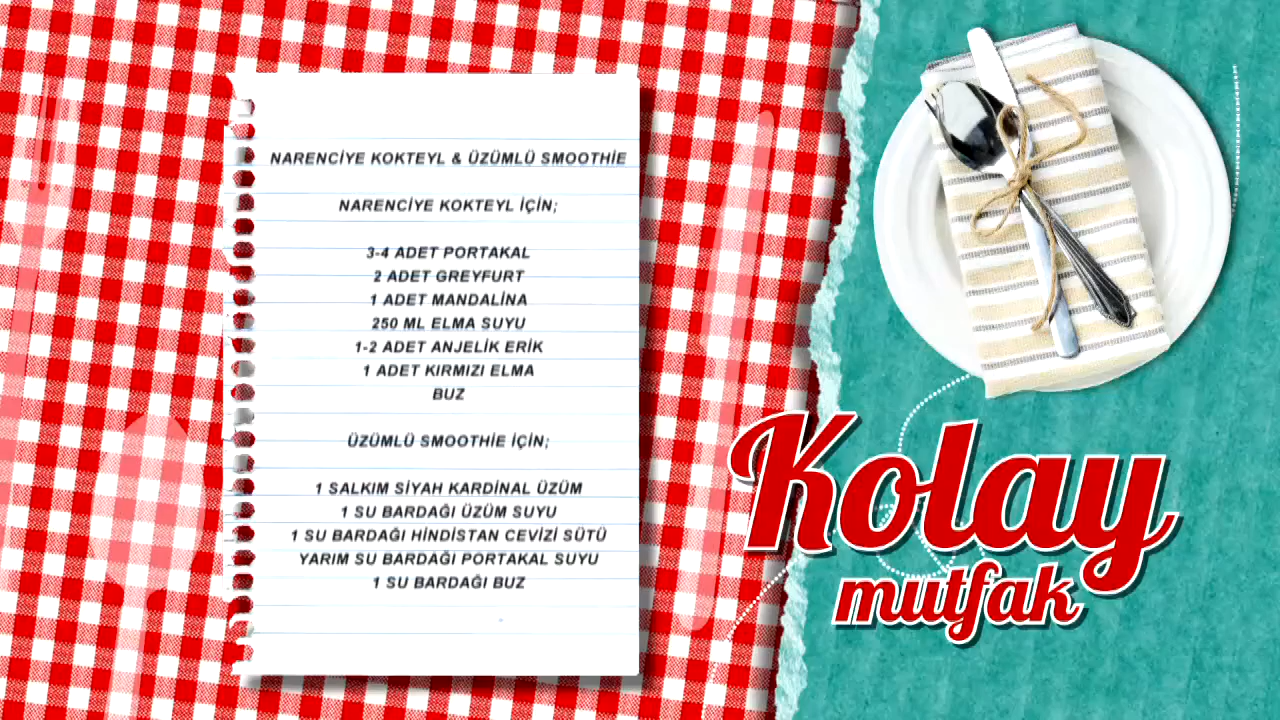 NARENCİYE KOKTEYL & ÜZÜMLÜ SMOOTHİE
NARENCİYE KOKTEYL İÇİN;
3-4 ADET PORTAKAL
2 ADET GREYFURT
1 ADET MANDALİNA
250 ML ELMA SUYU
1-2 ADET ANJELİK ERİK
1 ADET KIRMIZI ELMA
BUZ
ÜZÜMLÜ SMOOTHİE İÇİN;
1 SALKIM SİYAH KARDİNAL ÜZÜM
1 SU BARDAĞI ÜZÜM SUYU
1 SU BARDAĞI HİNDİSTAN CEVİZİ SÜTÜ
YARIM SU BARDAĞI PORTAKAL SUYU
1 SU BARDAĞI BUZ
Kolay
mutfak